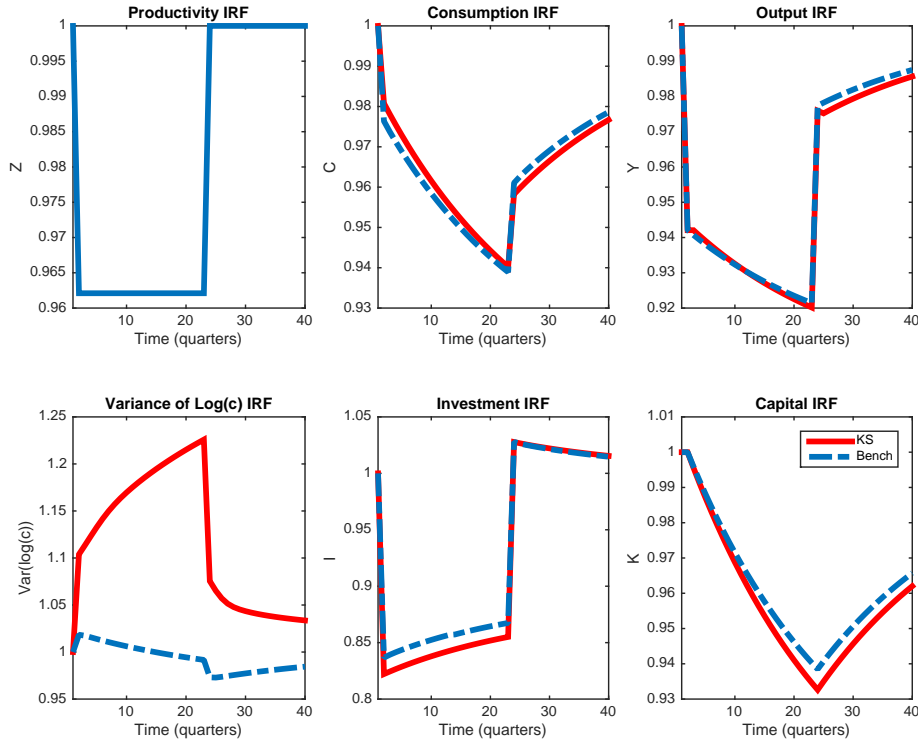 Productivity IRF
Z
1
0.995
0.99
0.985
0.98
0.975
0.97
0.965
0.96
10 20 30 40
Time (quarters)
Consumption IRF
C
1
0.99
0.98
0.97
0.96
0.95
0.94
0.93
10 20 30 40
Time (quarters)
Output IRF
Y
1
0.99
0.98
0.97
0.96
0.95
0.94
0.93
0.92
10 20 30 40
Time (quarters)
Variance of Log(c) IRF
Var(log(c))
1.25
1.2
1.15
1.1
1.05
1
0.95
10 20 30 40
Time (quarters)
Investment IRF
I
1.05
1
0.95
0.9
0.85
0.8
10 20 30 40
Time (quarters)
Capital IRF
K
1.01
1
0.99
0.98
0.97
0.96
0.95
0.94
0.93
KS
Bench
10 20 30 40
Time (quarters)